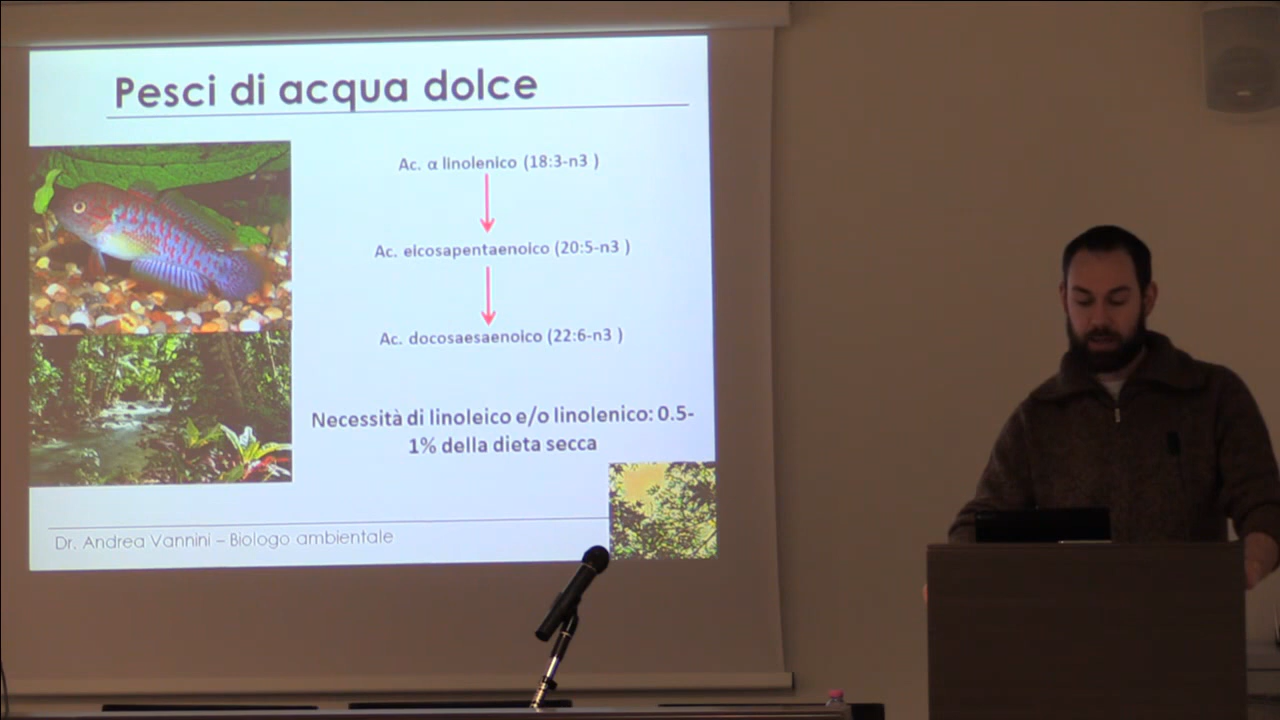 Pesci di acqua dolce
Ac. α linolenico (18:3-n3 )
Ac. eicosapentaenoico (20:5-n3 )
Ac. docosaesaenoico (22:6-n3 )
Necessità di linoleico e/o linolenico: 0.5-
1% della dieta secca
Dr. Andrea Vannini – Biologo ambientale